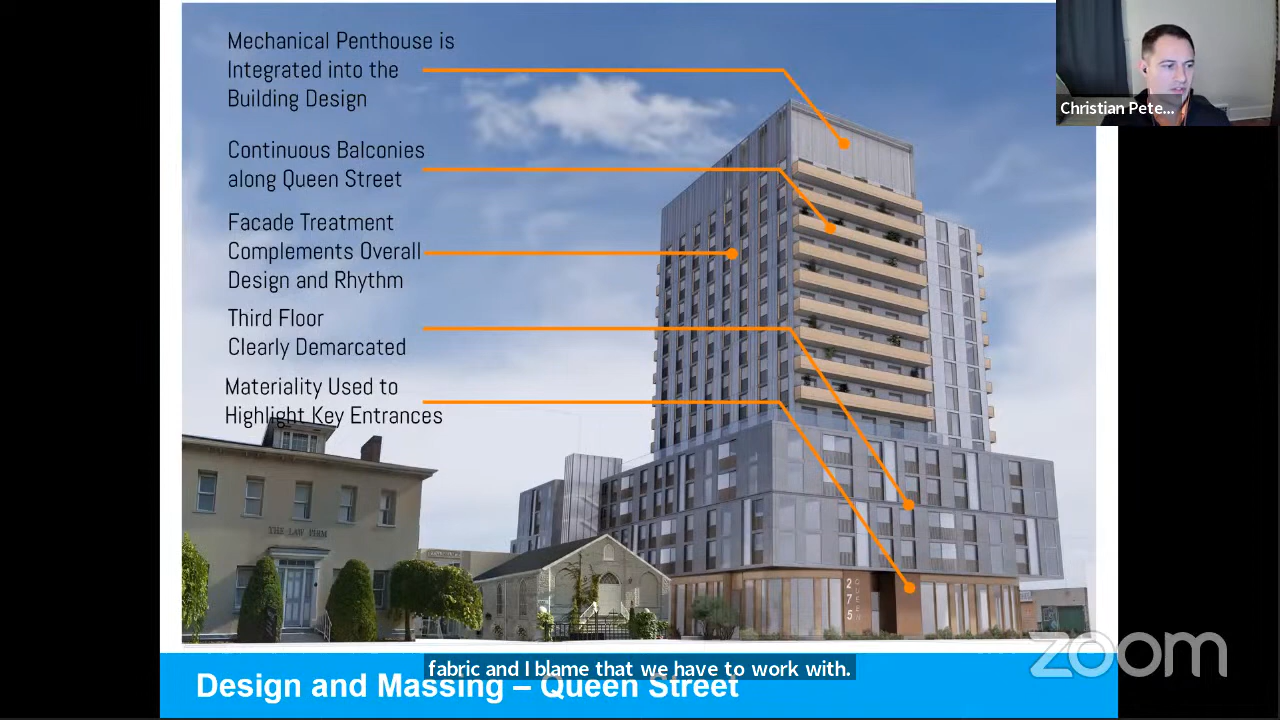 Mechanical Penthouse is
Integrated into the
Building Design
Continuous Balconies
along Queen Street
Facade Treatment
Complements Overall
Design and Rhythm
Third Floor
Clearly Demarcated
Materiality Used to
Highlight Key Entrances
Christian Pete...
THE LAW FIRM
275
QUEEN
zoom
fabric and I blame that we have to work with.
Design and Massing – Queen Street